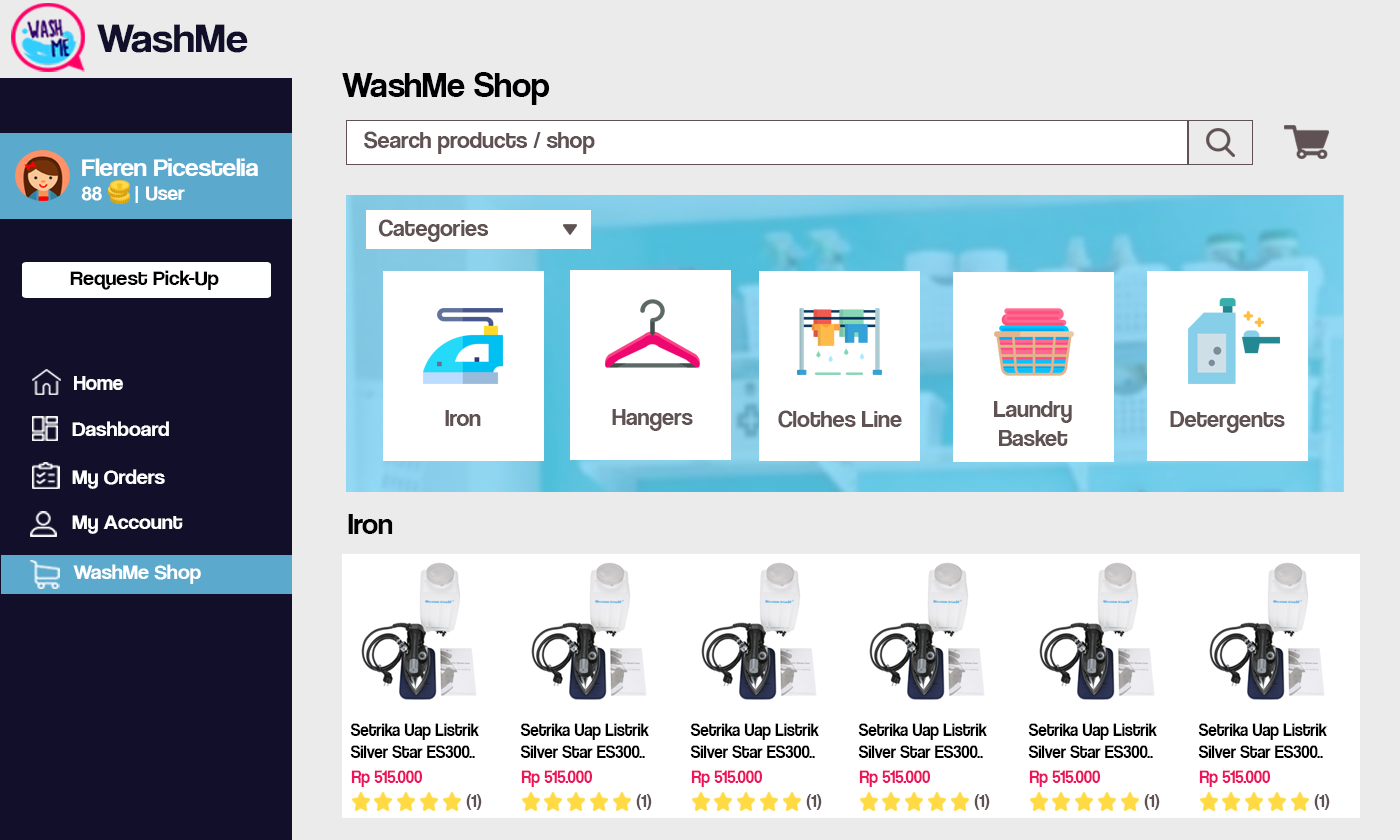 WASH
ME
WashMe
Fleren Picestelia
88 | User
Request Pick-Up
Home
Dashboard
My Orders
My Account
WashMe Shop
WashMe Shop
Search products / shop
Categories
Iron
Hangers
Clothes Line
Laundry
Basket
Detergents
Iron
Setrika Uap Listrik
Silver Star ES300..
Rp 515.000
(1)
Setrika Uap Listrik
Silver Star ES300..
Rp 515.000
(1)
Setrika Uap Listrik
Silver Star ES300..
Rp 515.000
(1)
Setrika Uap Listrik
Silver Star ES300..
Rp 515.000
(1)
Setrika Uap Listrik
Silver Star ES300..
Rp 515.000
(1)
Setrika Uap Listrik
Silver Star ES300..
Rp 515.000
(1)